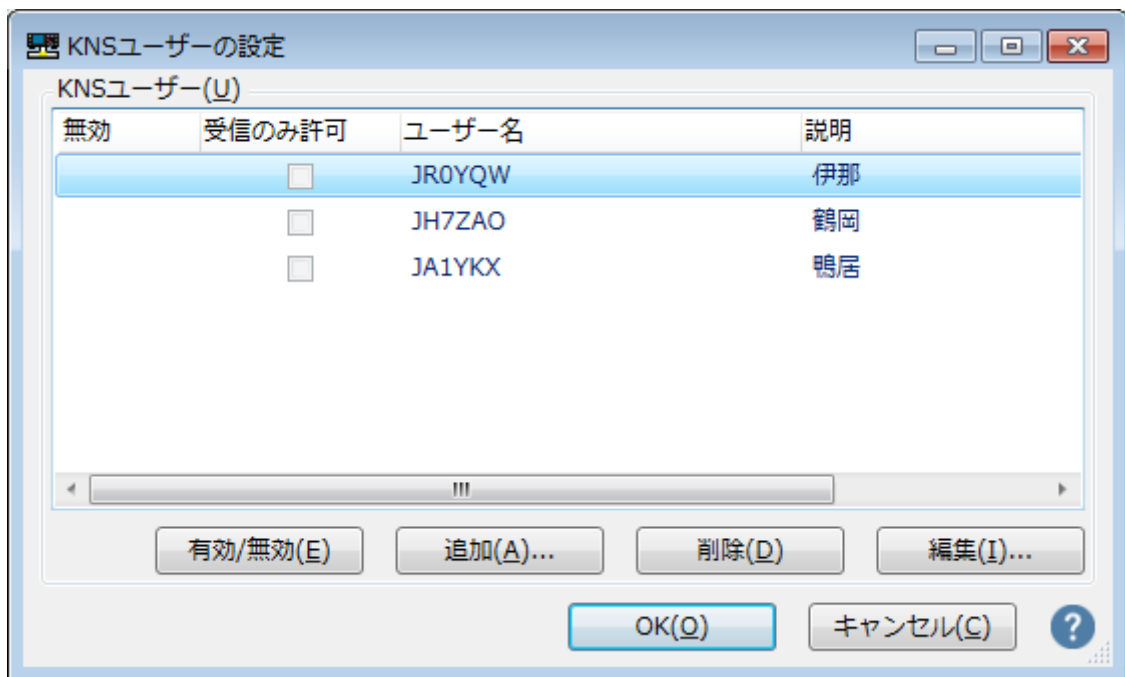 KNSユーザーの設定
KNSユーザー(U)
無効 受信のみ許可 ユーザー名 説明
JR0YQW 伊那
JH7ZAO 鶴岡
JA1YKX 鴨居
有効/無効(E) 追加(A)... 削除(D) 編集(I)...
OK(O) キャンセル(C) ?